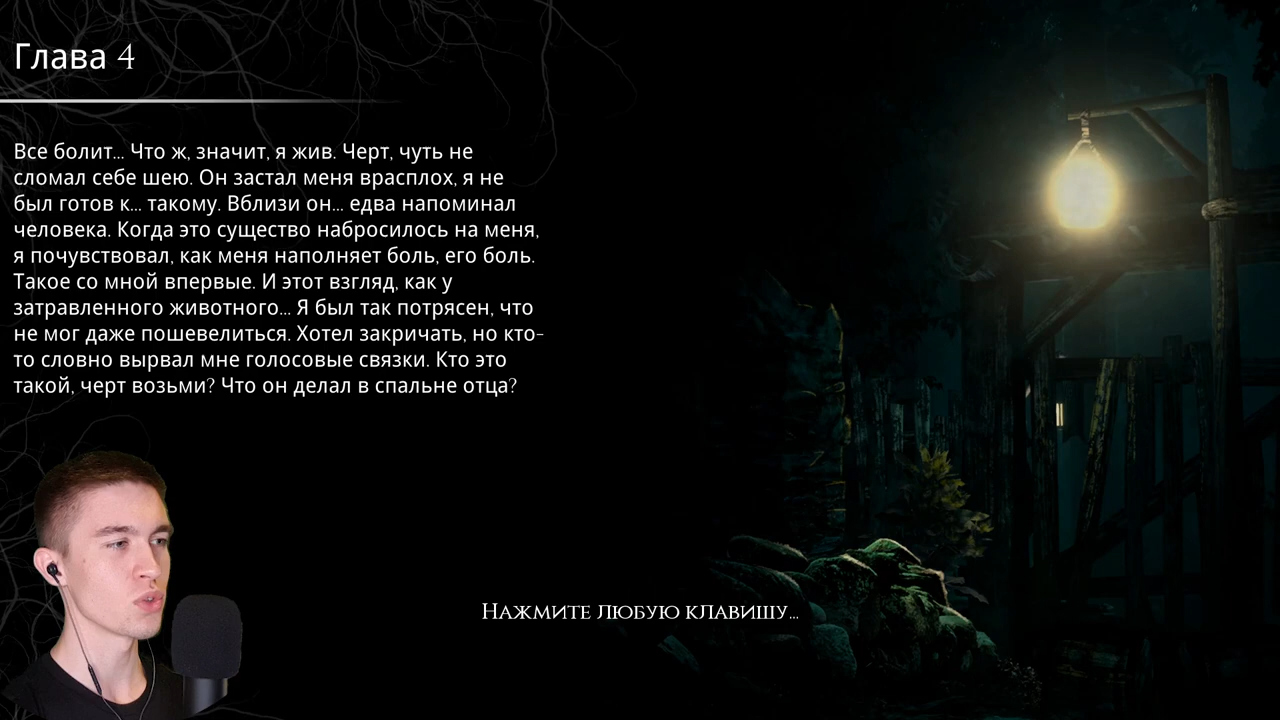 Глава 4
Все болит... Что ж, значит, я жив. Черт, чуть не
сломал себе шею. Он застал меня врасплох, я не
был готов к... такому. Вблизи он... едва напоминал
человека. Когда это существо набросилось на меня,
я почувствовал, как меня наполняет боль, его боль.
Такое со мной впервые. И этот взгляд, как у
затравленного животного... Я был так потрясен, что
не мог даже пошевелиться. Хотел закричать, но кто-
то словно вырвал мне голосовые связки. Кто это
такой, черт возьми? Что он делал в спальне отца?
Нажмите любую клавишу...